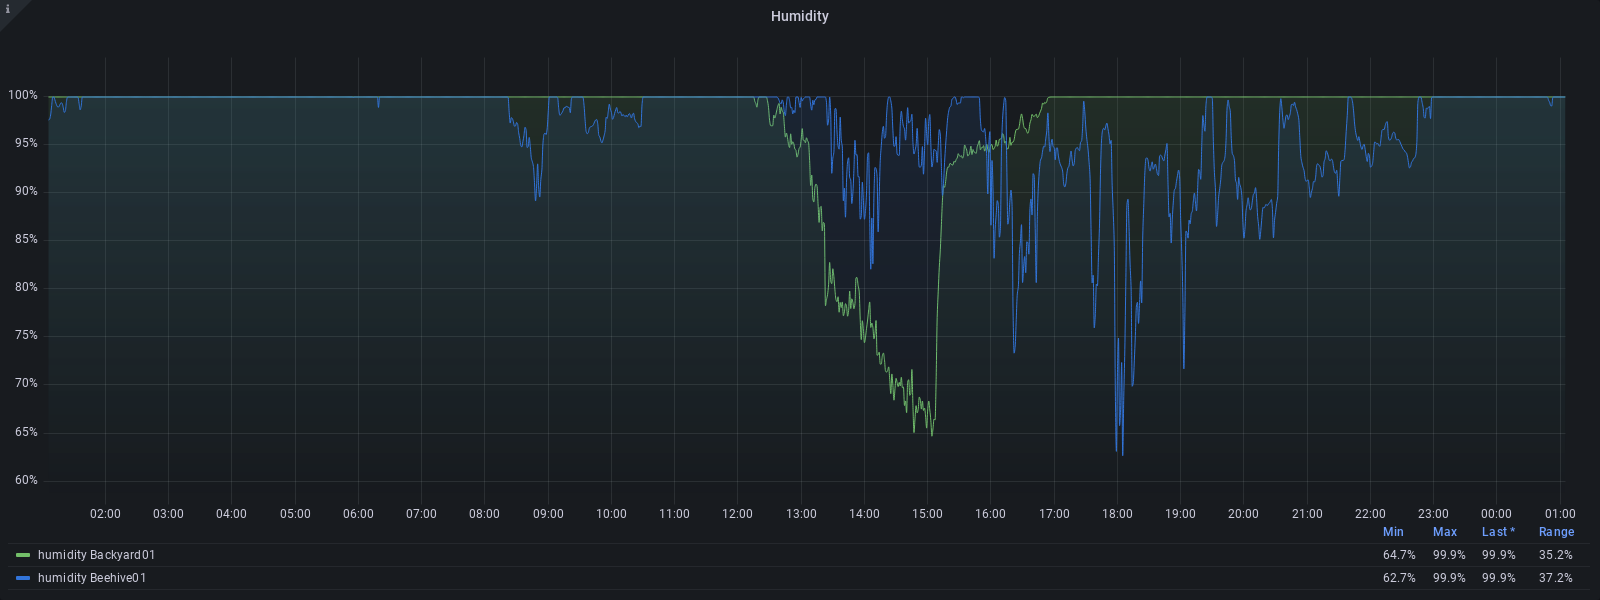 i
Humidity
100%
95%
90%
85%
80%
75%
70%
65%
60%
02:00 03:00 04:00 05:00 06:00 07:00 08:00 09:00 10:00 11:00 12:00 13:00 14:00 15:00 16:00 17:00 18:00 19:00 20:00 21:00 22:00 23:00 00:00 01:00
Min Max Last * Range
humidity Backyard01 64.7% 99.9% 99.9% 35.2%
humidity Beehive01 62.7% 99.9% 99.9% 37.2%